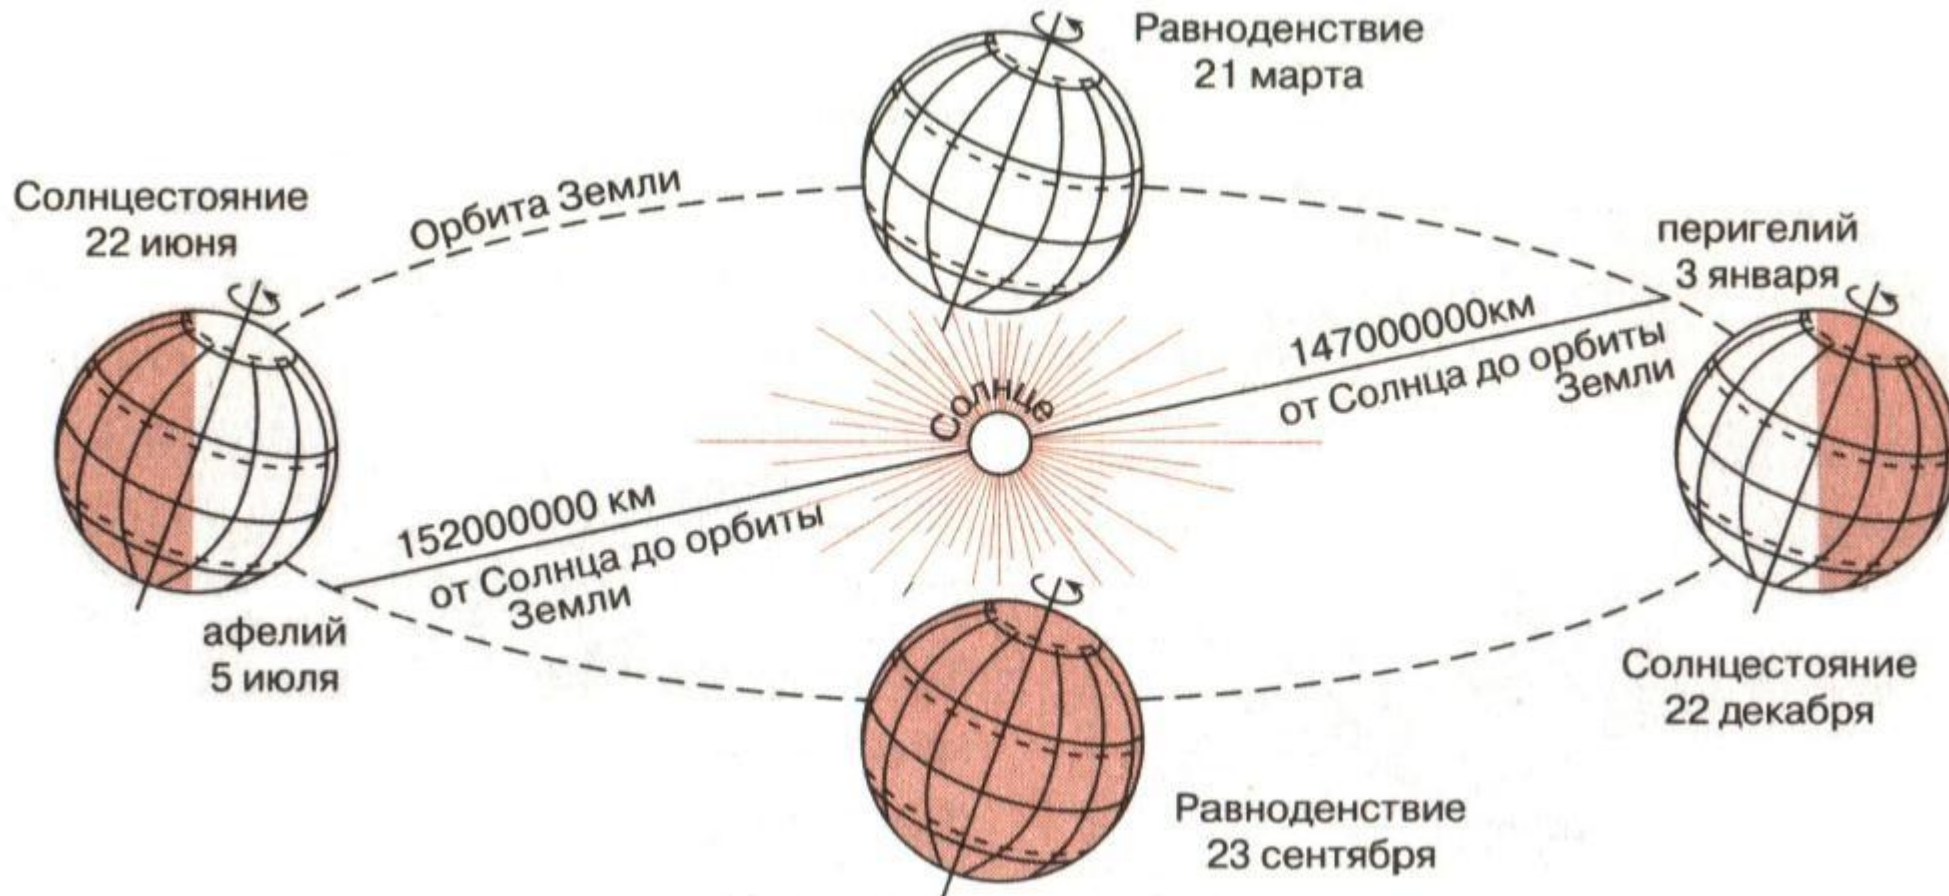 Равноденствие
21 марта
Солнцестояние
22 июня
Орбита Земли
перигелий
3 января
147000000км
от Солнца до орбиты
Земли
Солнце
152000000 км
от Солнца до орбиты
Земли
афелий
5 июля
Солнцестояние
22 декабря
Равноденствие
23 сентября